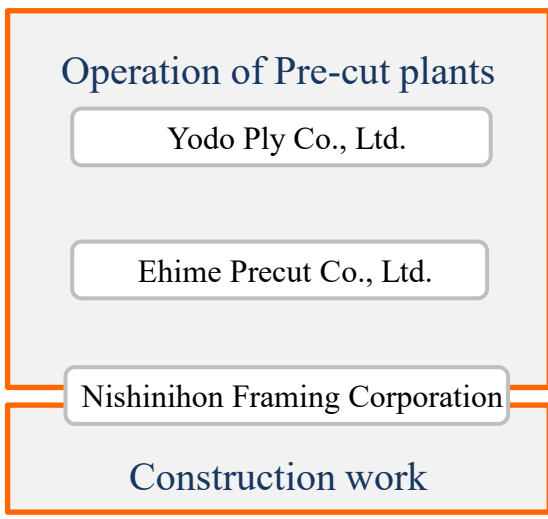 Operation of Pre-cut plants
Yodo Ply Co., Ltd.
Ehime Precut Co., Ltd.
Nishinihon Framing Corporation
Construction work